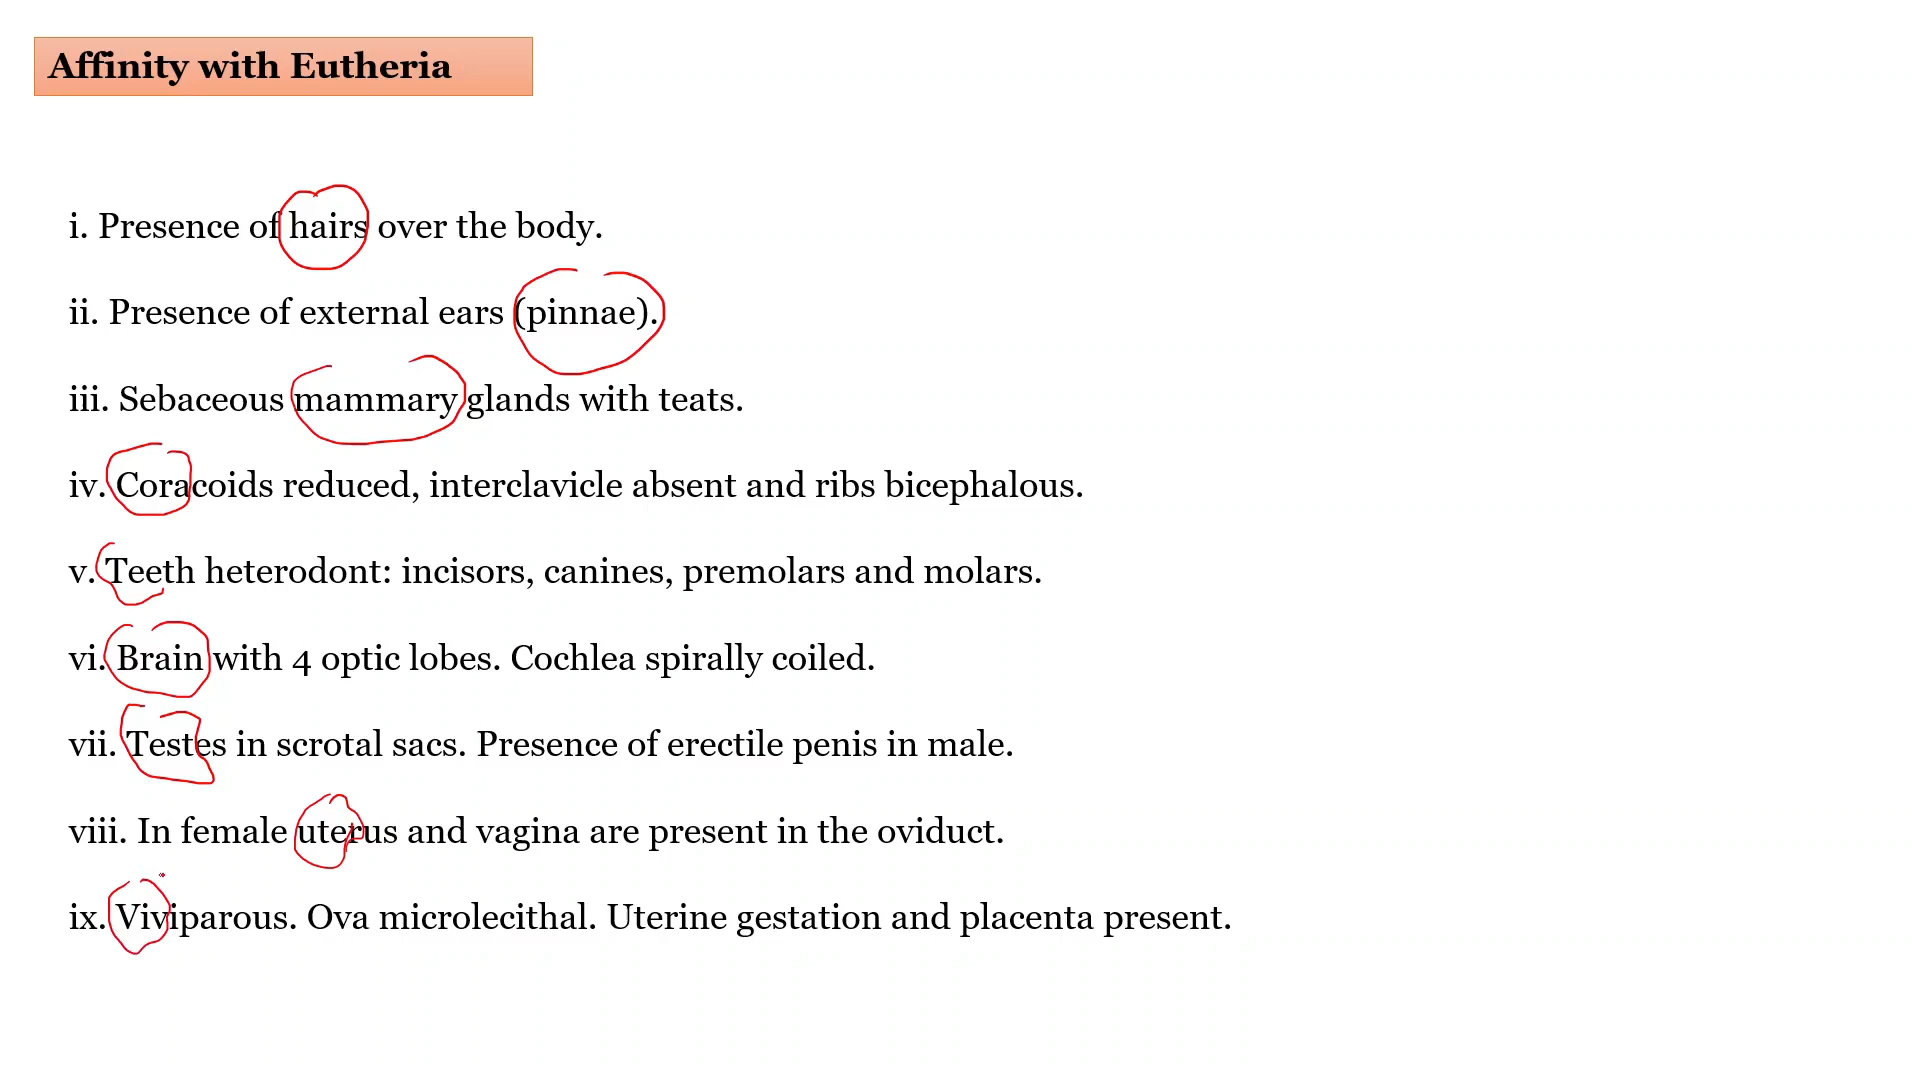 Affinity with Eutheria
i. Presence of hairs over the body.
ii. Presence of external ears (pinnae).
iii. Sebaceous mammary glands with teats.
iv. Coracoids reduced, interclavicle absent and ribs bicephalous.
v. Teeth heterodont: incisors, canines, premolars and molars.
vi. Brain with 4 optic lobes. Cochlea spirally coiled.
vii. Testes in scrotal sacs. Presence of erectile penis in male.
viii. In female uterus and vagina are present in the oviduct.
ix. Viviparous. Ova microlecithal. Uterine gestation and placenta present.